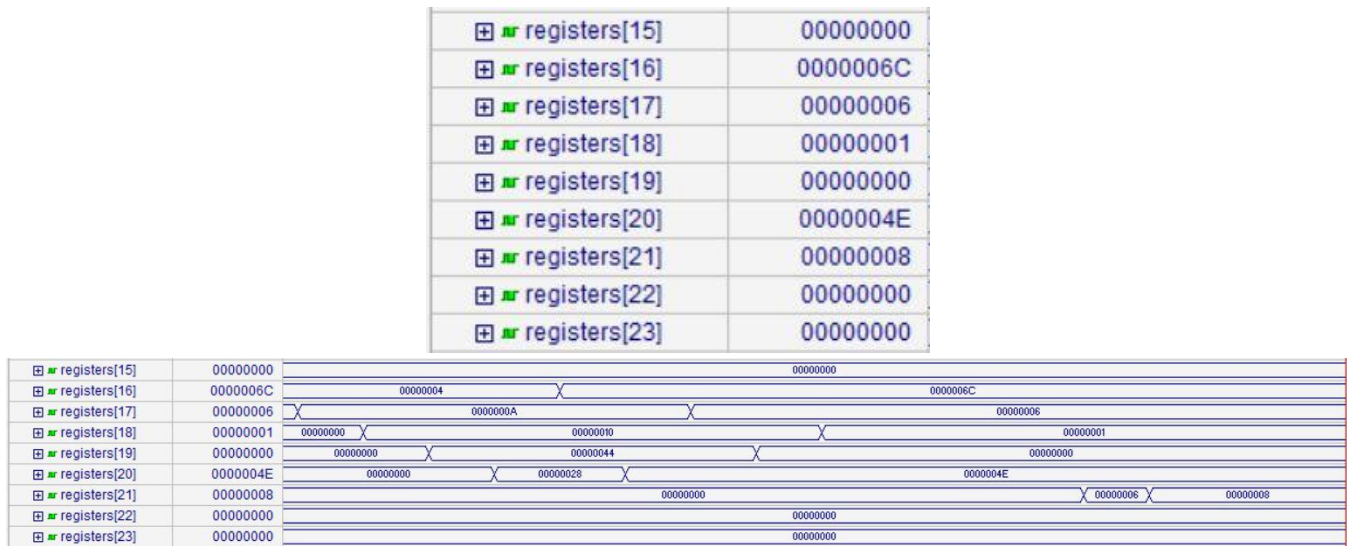 registers[15] 00000000
registers[16] 0000006C
registers[17] 00000006
registers[18] 00000001
registers[19] 00000000
registers[20] 0000004E
registers[21] 00000008
registers[22] 00000000
registers[23] 00000000
registers[15] 00000000 00000000
registers[16] 0000006C 00000004 0000006C
registers[17] 00000006 0000000A 00000006
registers[18] 00000001 00000000 00000010 00000001
registers[19] 00000000 00000000 00000044 00000000
registers[20] 0000004E 00000000 00000028 0000004E
registers[21] 00000008 00000000 00000006 00000008
registers[22] 00000000 00000000
registers[23] 00000000 00000000